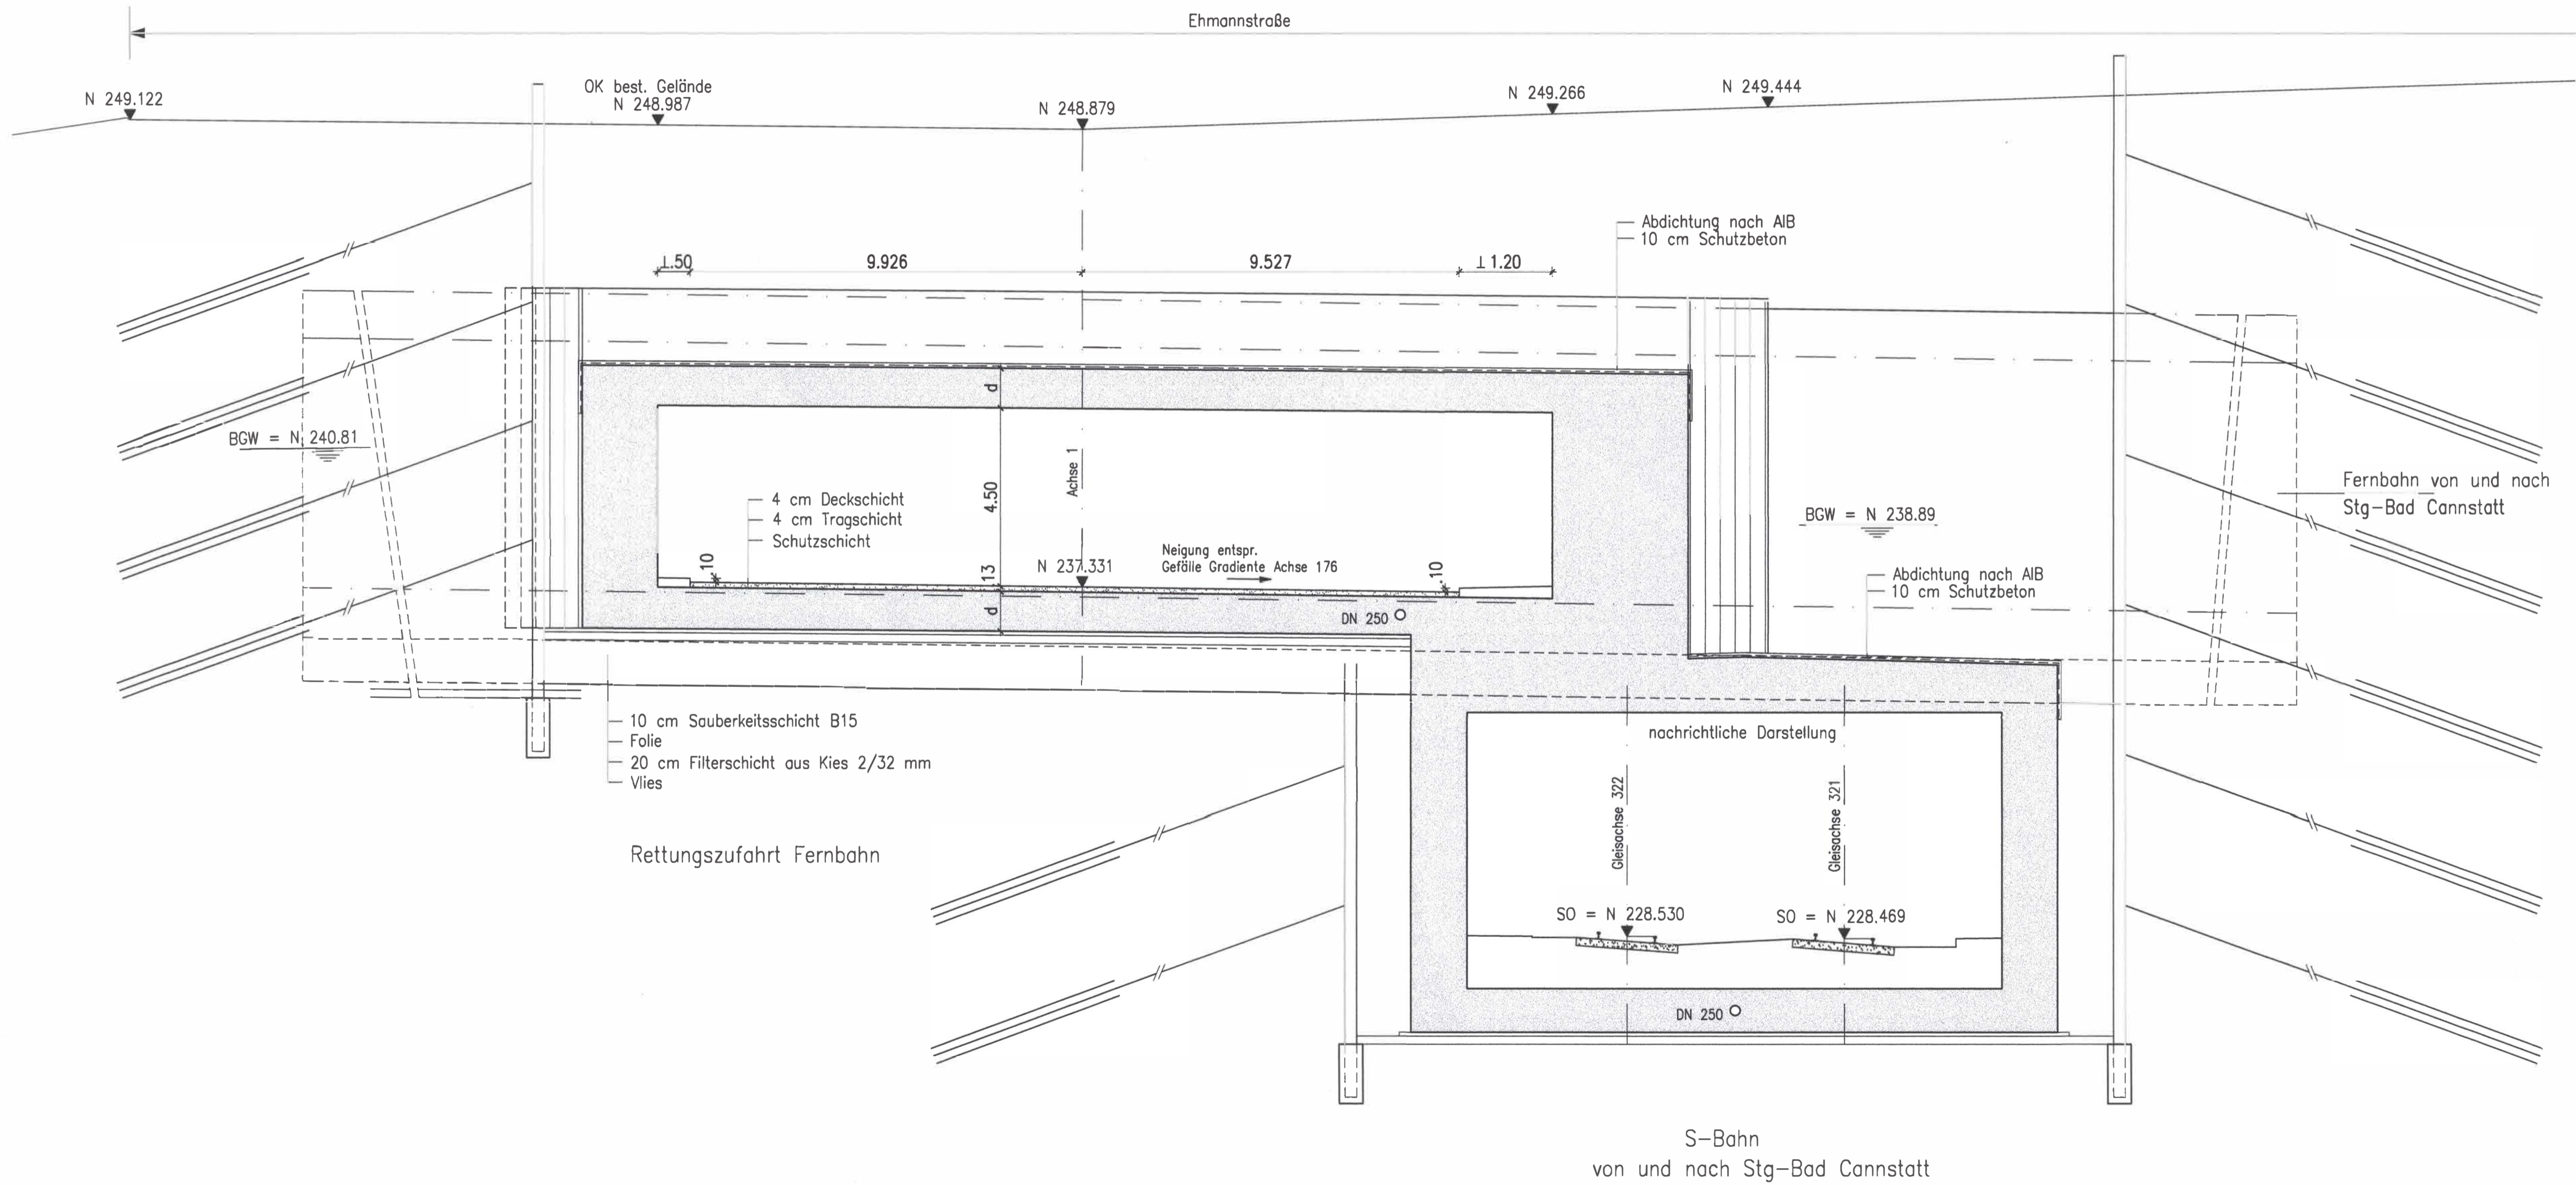 Ehmannstraße
N 249.122
OK best. Gelände
N 248.987
N 248.879
N 249.266
N 249.444
Abdichtung nach AIB
10 cm Schutzbeton
⊥.50
9.926
9.527
⊥ 1.20
d
BGW = N 240.81
Achse 1
4.50
4 cm Deckschicht
4 cm Tragschicht
Schutzschicht
BGW = N 238.89
Fernbahn von und nach
Stg-Bad Cannstatt
.10
.13
N 237.331
Neigung entspr.
Gefälle Gradiente Achse 176
.10
Abdichtung nach AIB
10 cm Schutzbeton
d
DN 250
10 cm Sauberkeitsschicht B15
Folie
20 cm Filterschicht aus Kies 2/32 mm
Vlies
nachrichtliche Darstellung
Gleisachse 322
Gleisachse 321
Rettungszufahrt Fernbahn
SO = N 228.530
SO = N 228.469
DN 250
S-Bahn
von und nach Stg-Bad Cannstatt